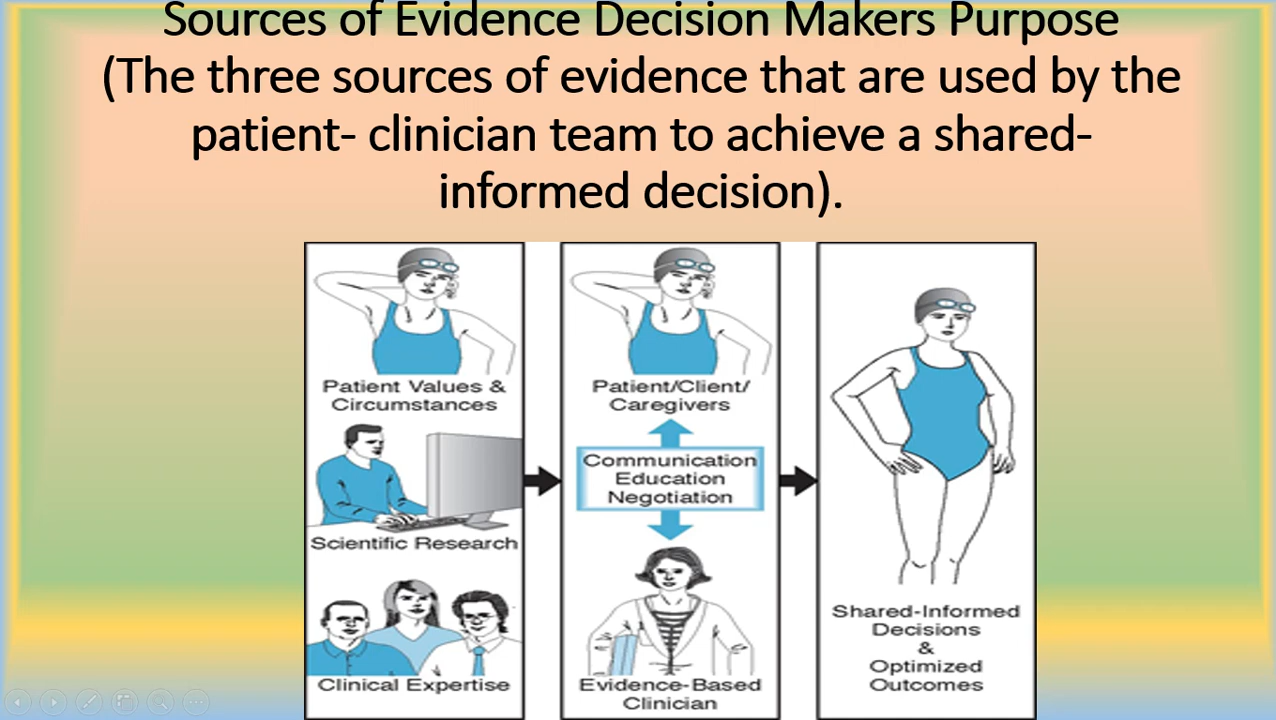 Sources of Evidence Decision Makers Purpose
(The three sources of evidence that are used by the
patient- clinician team to achieve a shared-
informed decision).
Patient Values &
Circumstances
Scientific Research
Clinical Expertise
Patient/Client/
Caregivers
Communication
Education
Negotiation
Evidence-Based
Clinician
Shared-Informed
Decisions
&
Optimized
Outcomes